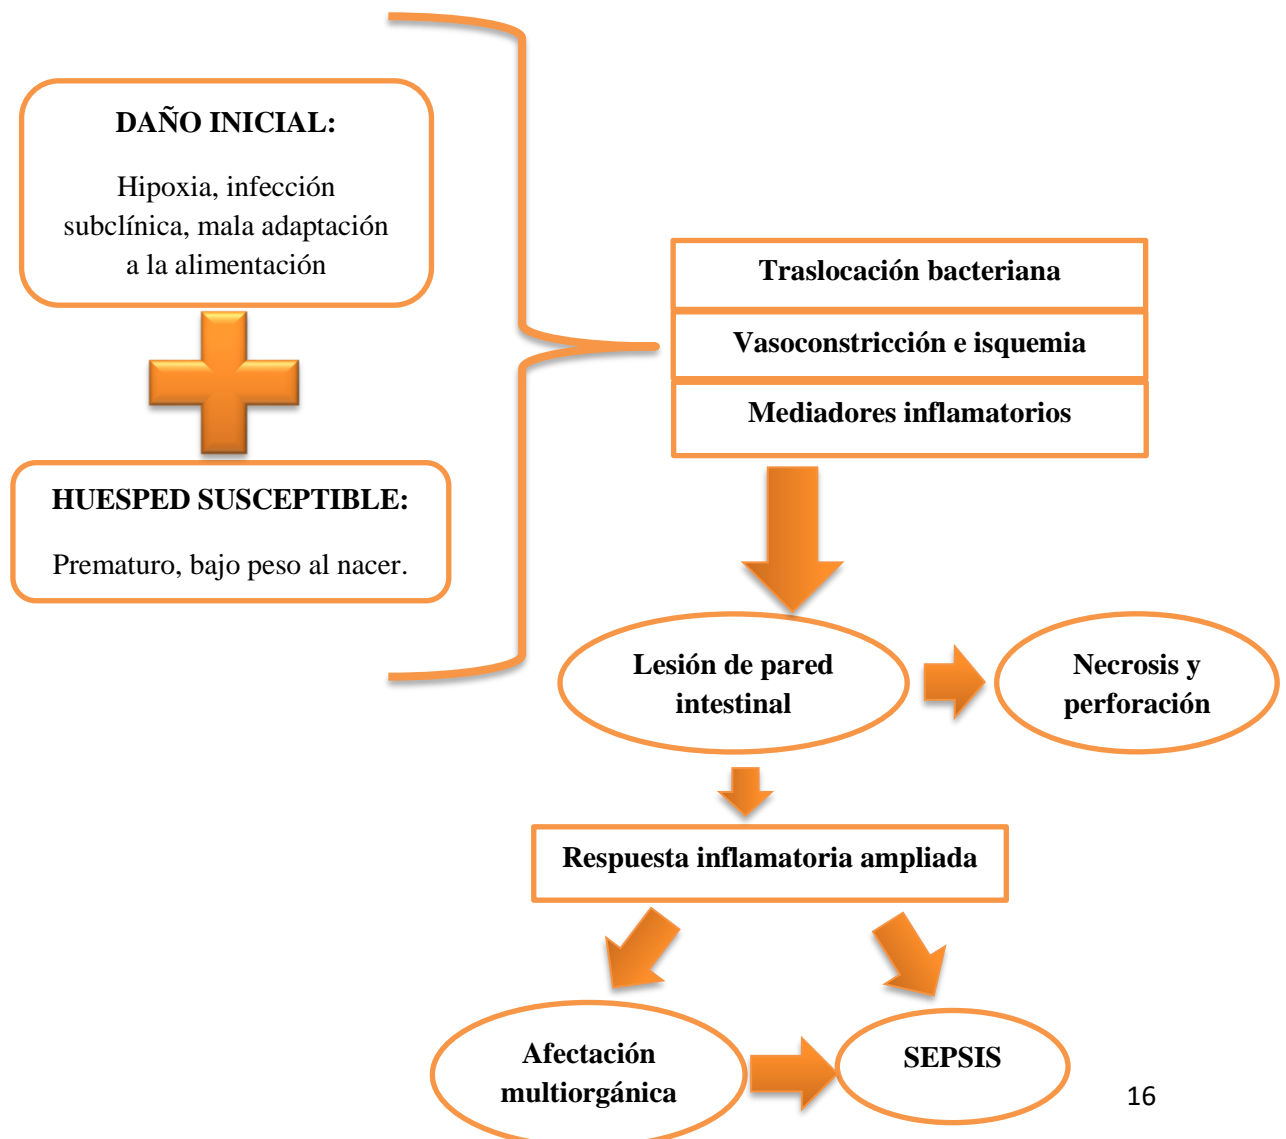 DAÑO INICIAL:
Hipoxia, infección
subclínica, mala adaptación
a la alimentación
HUESPED SUSCEPTIBLE:
Prematuro, bajo peso al nacer.
Traslocación bacteriana
Vasoconstricción e isquemia
Mediadores inflamatorios
Lesión de pared
intestinal
Necrosis y
perforación
Respuesta inflamatoria ampliada
Afectación
multiorgánica
SEPSIS
16